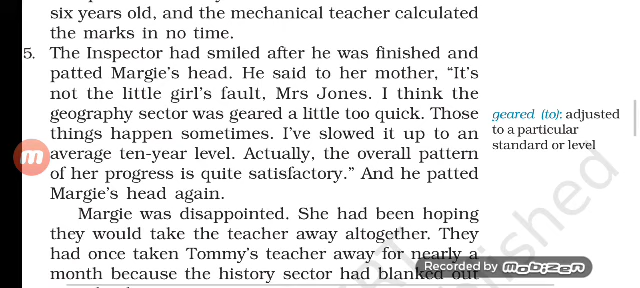 six years old, and the mechanical teacher calculated
the marks in no time.
5. The Inspector had smiled after he was finished and
patted Margie's head. He said to her mother, "It's
not the little girl's fault, Mrs Jones. I think the
geography sector was geared a little too quick. Those
things happen sometimes. I've slowed it up to an
average ten-year level. Actually, the overall pattern
of her progress is quite satisfactory." And he patted
Margie's head again.
geared (to): adjusted
to a particular
standard or level
Margie was disappointed. She had been hoping
they would take the teacher away altogether. They
had once taken Tommy's teacher away for nearly a
month because the history sector had blanked out
Recorded by mobizen
m